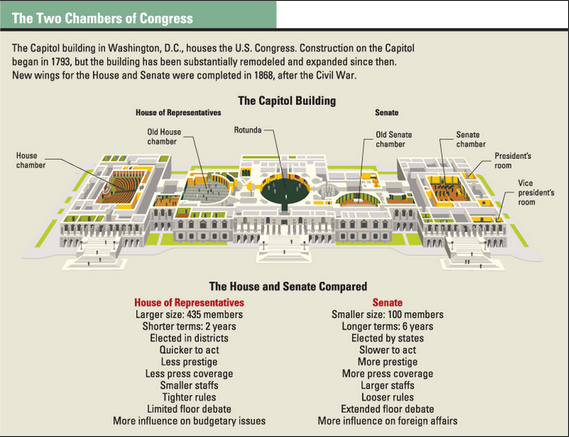 The Two Chambers of Congress
The Capitol building in Washington, D.C., houses the U.S. Congress. Construction on the Capitol
began in 1793, but the building has been substantially remodeled and expanded since then.
New wings for the House and Senate were completed in 1868, after the Civil War.
The Capitol Building
House of Representatives
Senate
House
chamber
Old House
chamber
Rotunda
Old Senate
chamber
Senate
chamber
President's
room
Vice
president's
room
The House and Senate Compared
House of Representatives
Larger size: 435 members
Shorter terms: 2 years
Elected in districts
Quicker to act
Less prestige
Less press coverage
Smaller staffs
Tighter rules
Limited floor debate
More influence on budgetary issues
Senate
Smaller size: 100 members
Longer terms: 6 years
Elected by states
Slower to act
More prestige
More press coverage
Larger staffs
Looser rules
Extended floor debate
More influence on foreign affairs